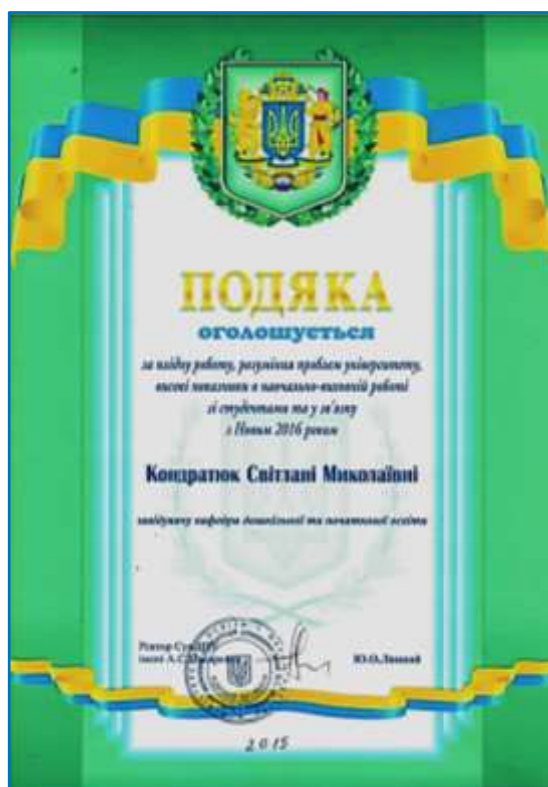 ПОДЯКА
оголошується
за плідну роботу, розуміння проблем університету,
високі показники в навчально-виховній роботі
зі студентами та у зв'язку
з Новим 2016 роком
Кондратюк Світлані Миколаївні
завідувачу кафедри дошкільної та початкової освіти
Ректор
імені А.С.
Ю.О.
2015